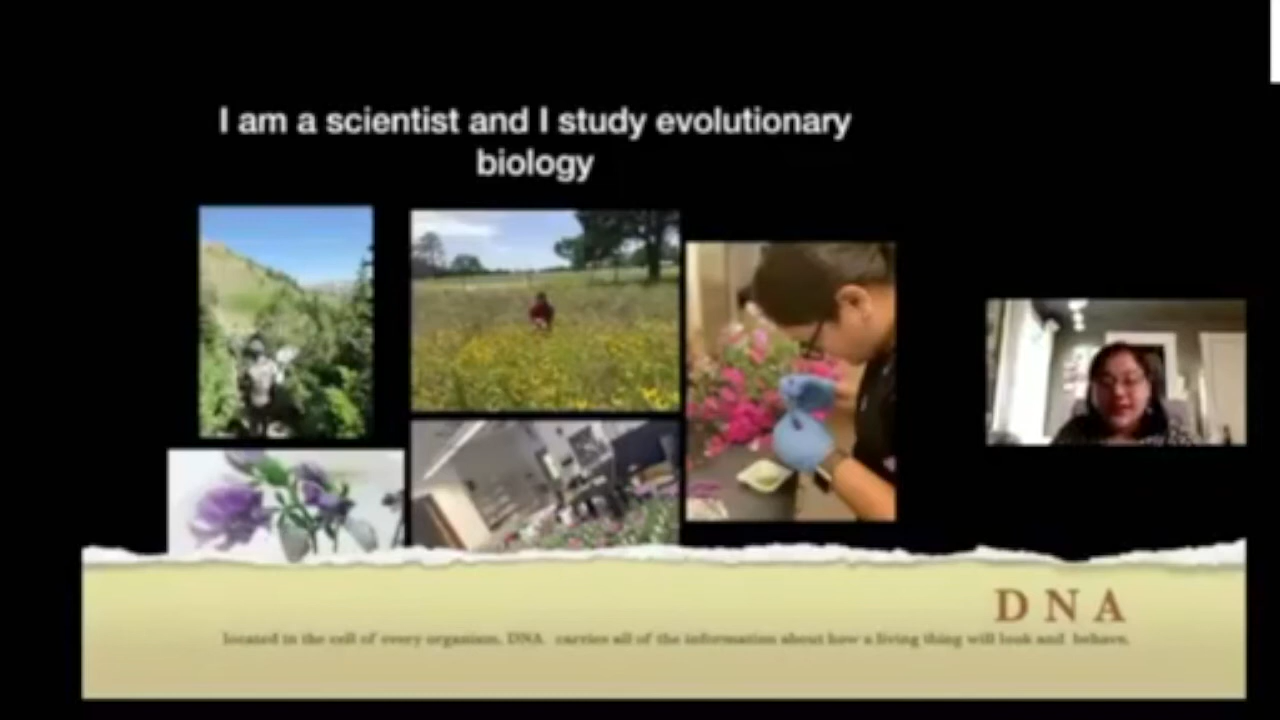 I am a scientist and I study evolutionary
biology
DNA
located in the cell of every organism, DNA carries all of the information about how a living thing will look and behave.